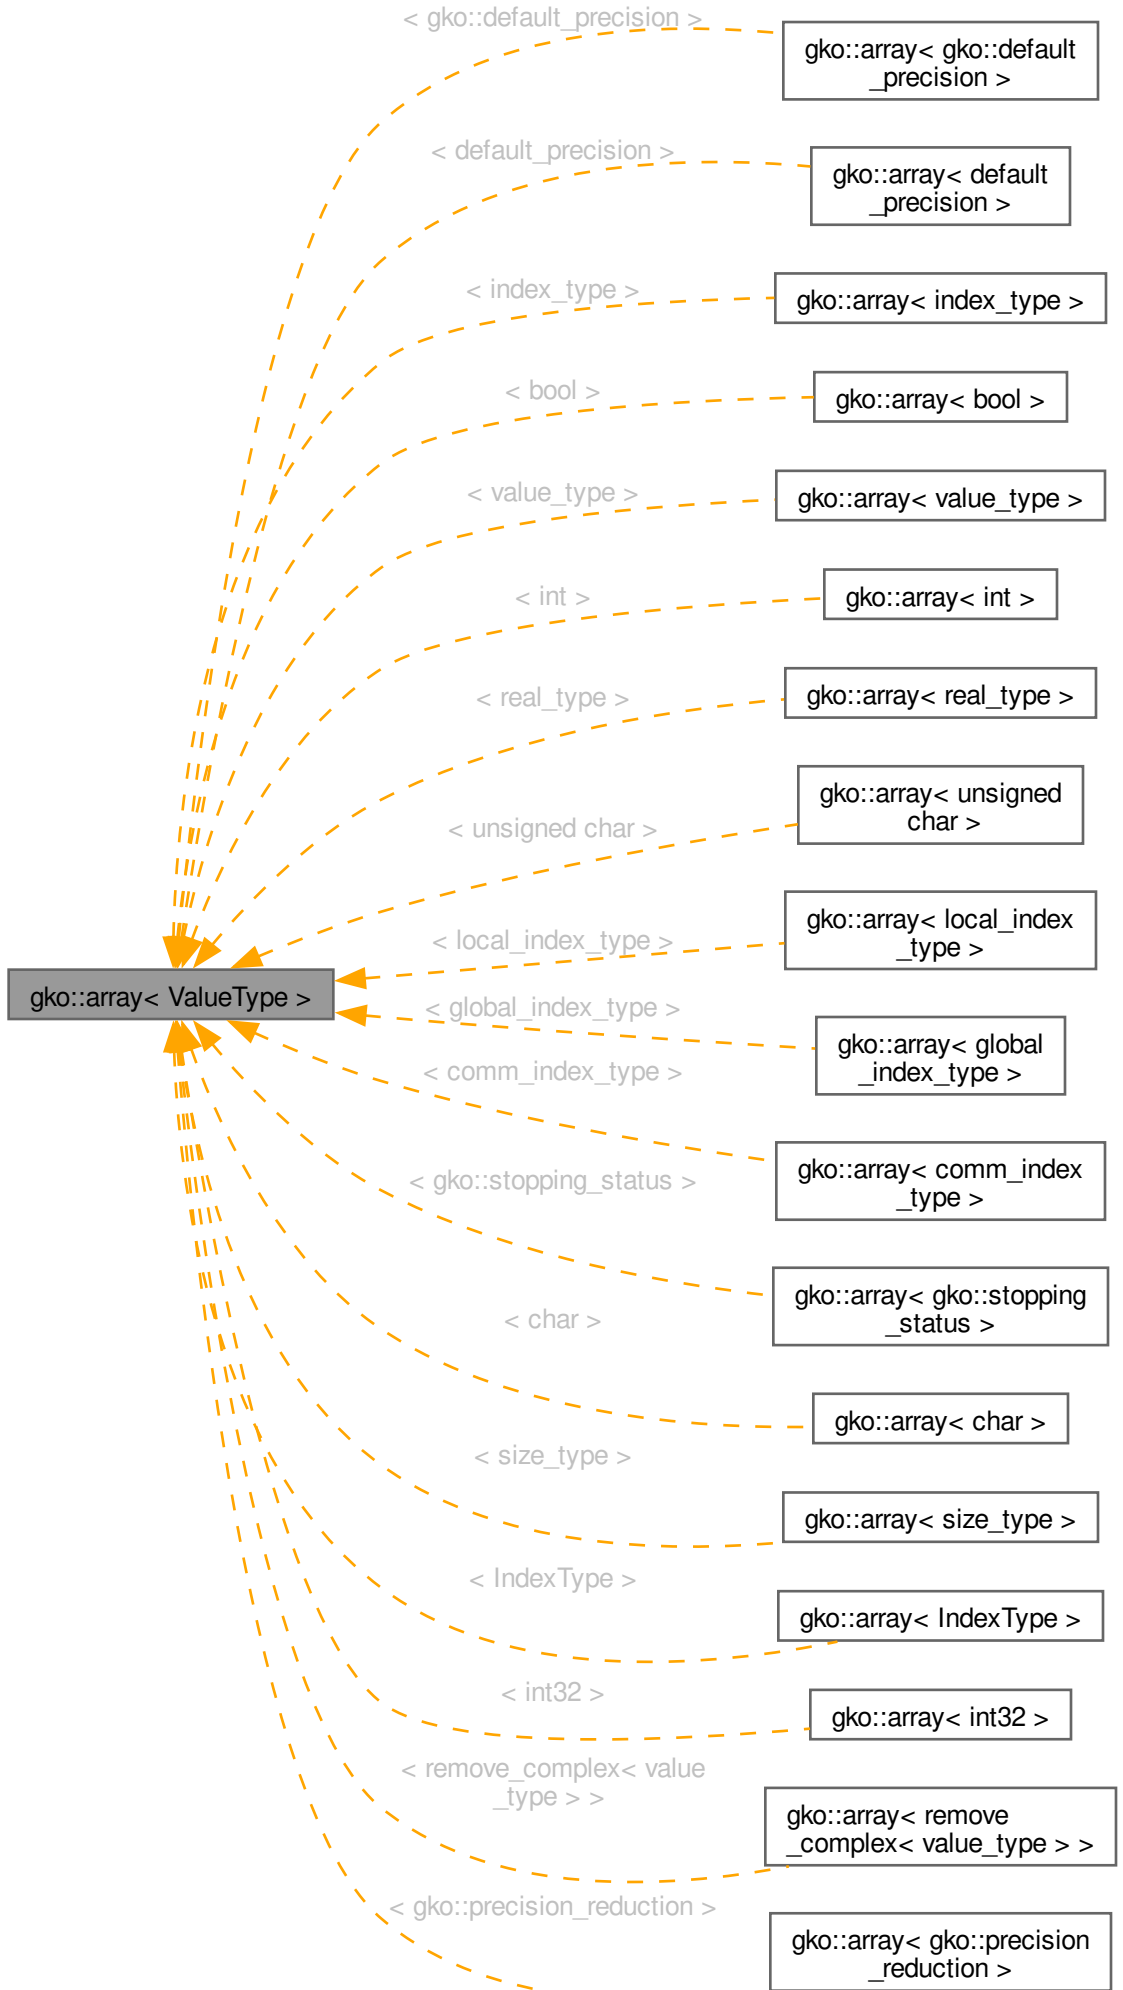 < gko::default_precision >
gko::array< gko::default
_precision >
< default_precision >
gko::array< default
_precision >
< index_type >
gko::array< index_type >
< bool >
gko::array< bool >
< value_type >
gko::array< value_type >
< int >
gko::array< int >
< real_type >
gko::array< real_type >
< unsigned char >
gko::array< unsigned
char >
< local_index_type >
gko::array< local_index
_type >
gko::array< ValueType >
< global_index_type >
gko::array< global
_index_type >
< comm_index_type >
gko::array< comm_index
_type >
< gko::stopping_status >
gko::array< gko::stopping
_status >
< char >
gko::array< char >
< size_type >
gko::array< size_type >
< IndexType >
gko::array< IndexType >
< int32 >
gko::array< int32 >
< remove_complex< value
_type > >
gko::array< remove
_complex< value_type > >
< gko::precision_reduction >
gko::array< gko::precision
_reduction >